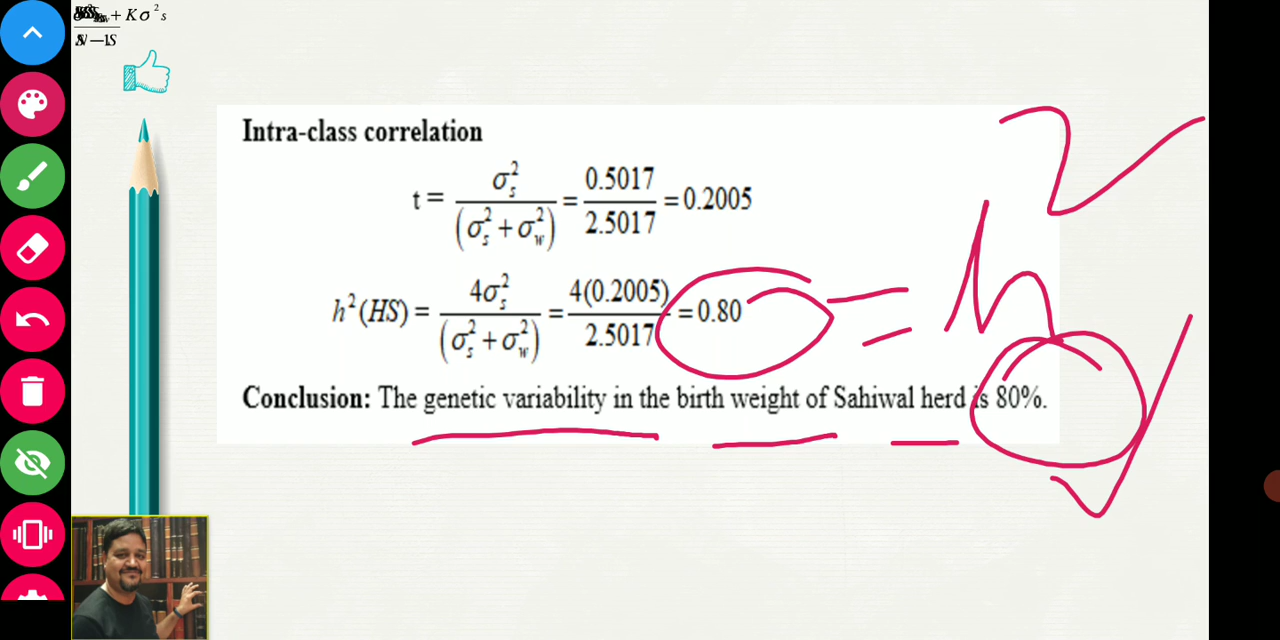 + Kσ²s
Intra-class correlation
t = σ²s / (σ²s + σ²w) = 0.5017 / 2.5017 = 0.2005
h²(HS) = 4σ²s / (σ²s + σ²w) = 4(0.2005) / 2.5017 = 0.80
= h
Conclusion: The genetic variability in the birth weight of Sahiwal herd is 80%.